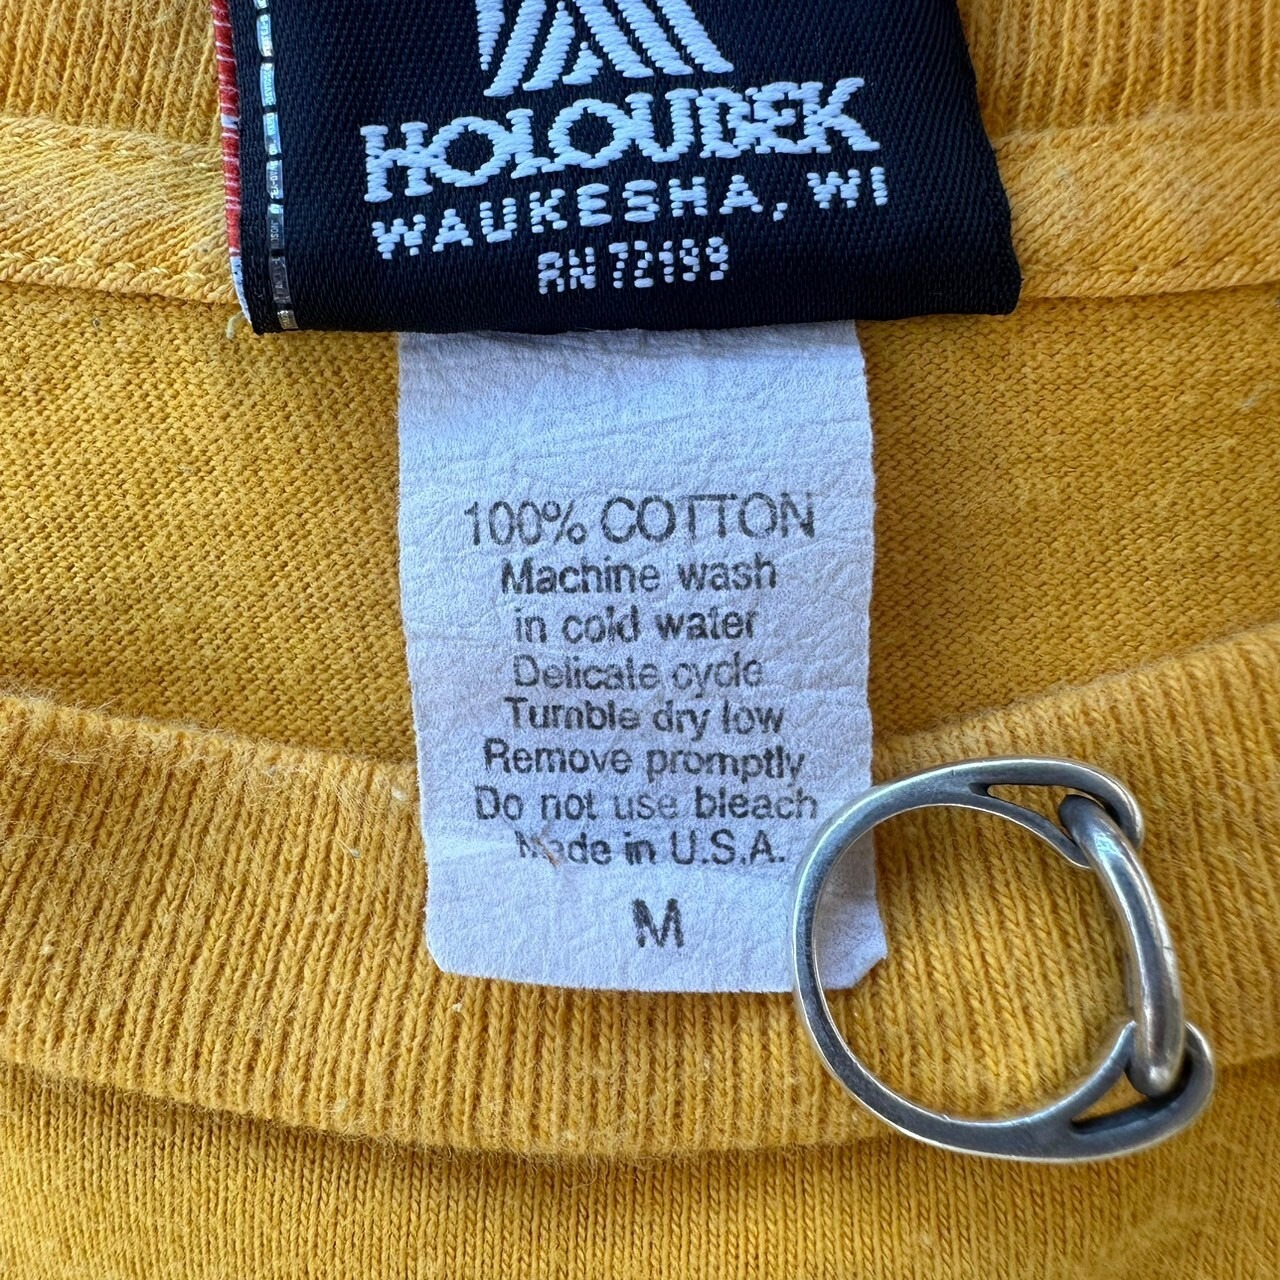 HOLOUDEK
WAUKESHA, WI
RN 72199
100% COTTON
Machine wash
in cold water
Delicate cycle
Tumble dry low
Remove promptly
Do not use bleach
Made in U.S.A.
M